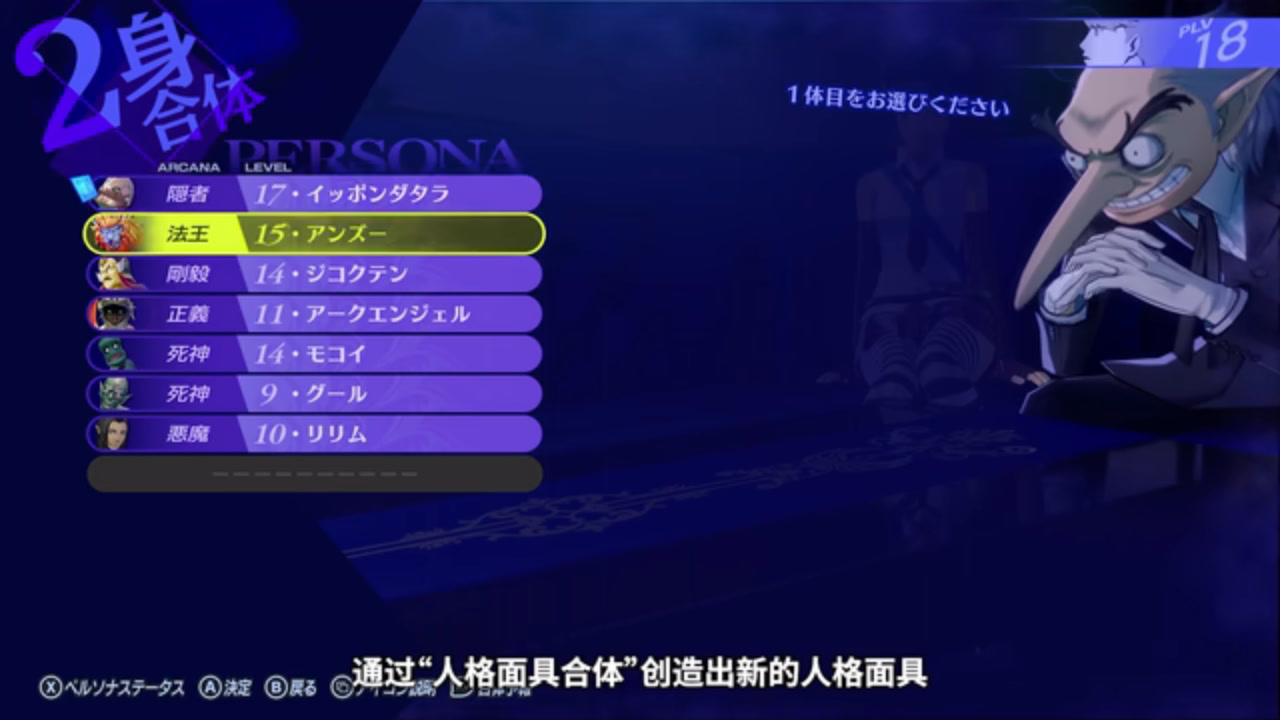 2身合体
PLV 18
1体目をお選びください
PERSONA
ARCANA LEVEL
隠者 17・イッポンダタラ
法王 15・アンズー
剛毅 14・ジコクテン
正義 11・アークエンジェル
死神 14・モコイ
死神 9・グール
悪魔 10・リリム
通过“人格面具合体”创造出新的人格面具
Xペルソナステータス A決定 B戻る